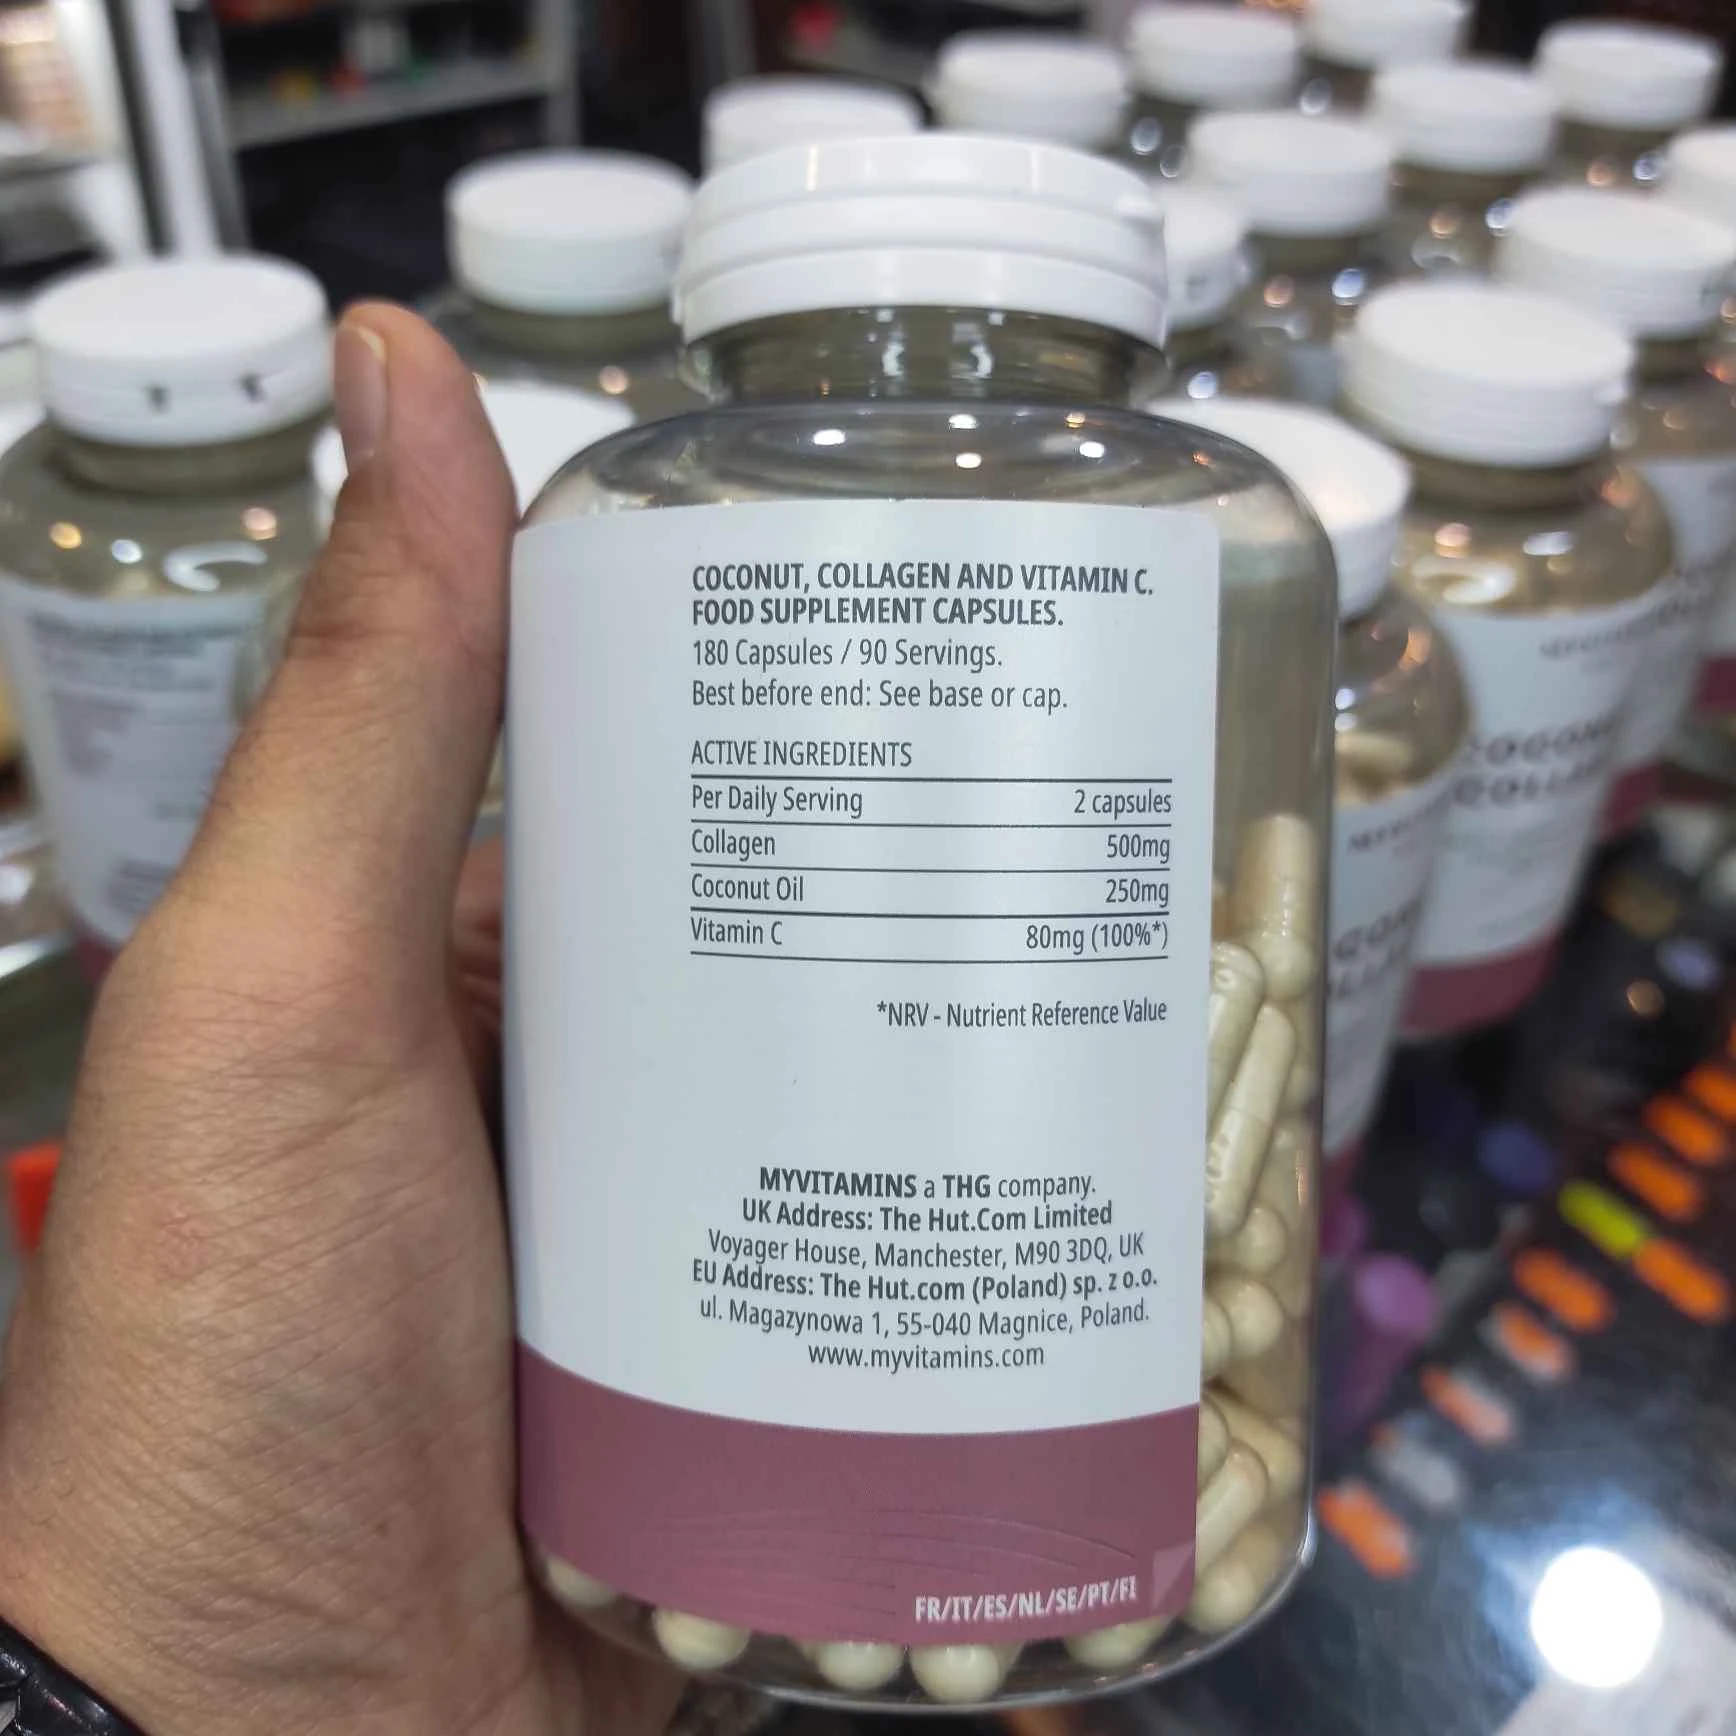 COCONUT, COLLAGEN AND VITAMIN C.
FOOD SUPPLEMENT CAPSULES.
180 Capsules / 90 Servings.
Best before end: See base or cap.
ACTIVE INGREDIENTS
Per Daily Serving 2 capsules
Collagen 500mg
Coconut Oil 250mg
Vitamin C 80mg (100%*)
*NRV - Nutrient Reference Value
MYVITAMINS a THG company.
UK Address: The Hut.Com Limited
Voyager House, Manchester, M90 3DQ, UK
EU Address: The Hut.com (Poland) sp. z o.o.
ul. Magazynowa 1, 55-040 Magnice, Poland.
www.myvitamins.com
FR/IT/ES/NL/SE/PT/FI